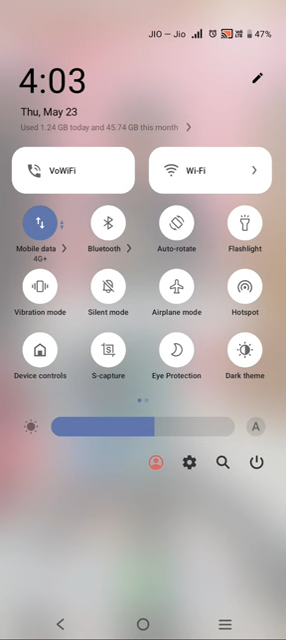 JIO — Jio 47%
4:03
Thu, May 23
Used 1.24 GB today and 45.74 GB this month
VoWiFi Wi-Fi
Mobile data Bluetooth Auto-rotate Flashlight
4G+
Vibration mode Silent mode Airplane mode Hotspot
Device controls S-capture Eye Protection Dark theme
A